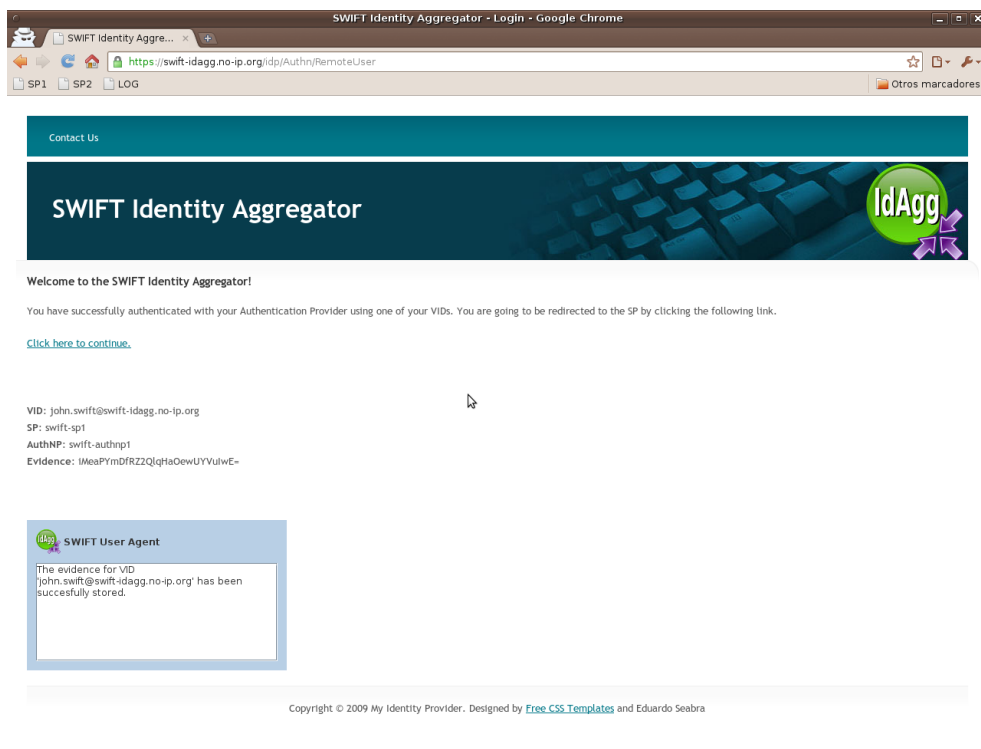 SWIFT Identity Aggregator - Login - Google Chrome
SWIFT Identity Aggre...
https://swift-idagg.no-ip.org/idp/Authn/RemoteUser
SP1 SP2 LOG Otros marcadores
Contact Us
SWIFT Identity Aggregator
IdAgg
Welcome to the SWIFT Identity Aggregator!
You have successfully authenticated with your Authentication Provider using one of your VIDs. You are going to be redirected to the SP by clicking the following link.
Click here to continue.
VID: john.swift@swift-idagg.no-ip.org
SP: swift-sp1
AuthNP: swift-authnp1
Evidence: iMeaPYmDfRZ2QlqHaOewUYVuIwE=
IdAgg SWIFT User Agent
The evidence for VID
'john.swift@swift-idagg.no-ip.org' has been
succesfully stored.
Copyright © 2009 My Identity Provider. Designed by Free CSS Templates and Eduardo Seabra